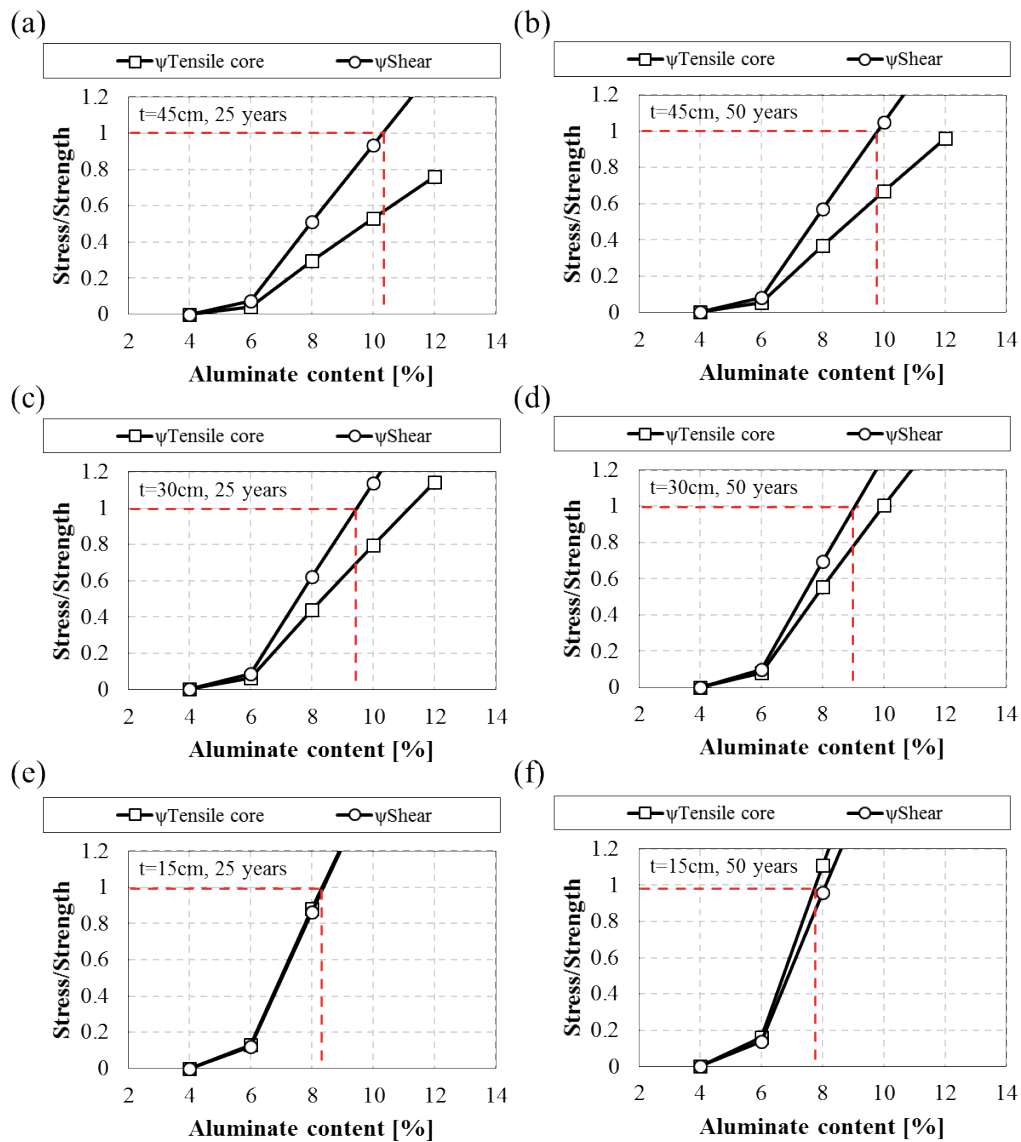 (a)
ψTensile core ψShear
t=45cm, 25 years
Stress/Strength
1.2
1
0.8
0.6
0.4
0.2
0
2 4 6 8 10 12 14
Aluminate content [%]
(b)
ψTensile core ψShear
t=45cm, 50 years
Stress/Strength
1.2
1
0.8
0.6
0.4
0.2
0
2 4 6 8 10 12 14
Aluminate content [%]
(c)
ψTensile core ψShear
t=30cm, 25 years
Stress/Strength
1.2
1
0.8
0.6
0.4
0.2
0
2 4 6 8 10 12 14
Aluminate content [%]
(d)
ψTensile core ψShear
t=30cm, 50 years
Stress/Strength
1.2
1
0.8
0.6
0.4
0.2
0
2 4 6 8 10 12 14
Aluminate content [%]
(e)
ψTensile core ψShear
t=15cm, 25 years
Stress/Strength
1.2
1
0.8
0.6
0.4
0.2
0
2 4 6 8 10 12 14
Aluminate content [%]
(f)
ψTensile core ψShear
t=15cm, 50 years
Stress/Strength
1.2
1
0.8
0.6
0.4
0.2
0
2 4 6 8 10 12 14
Aluminate content [%]